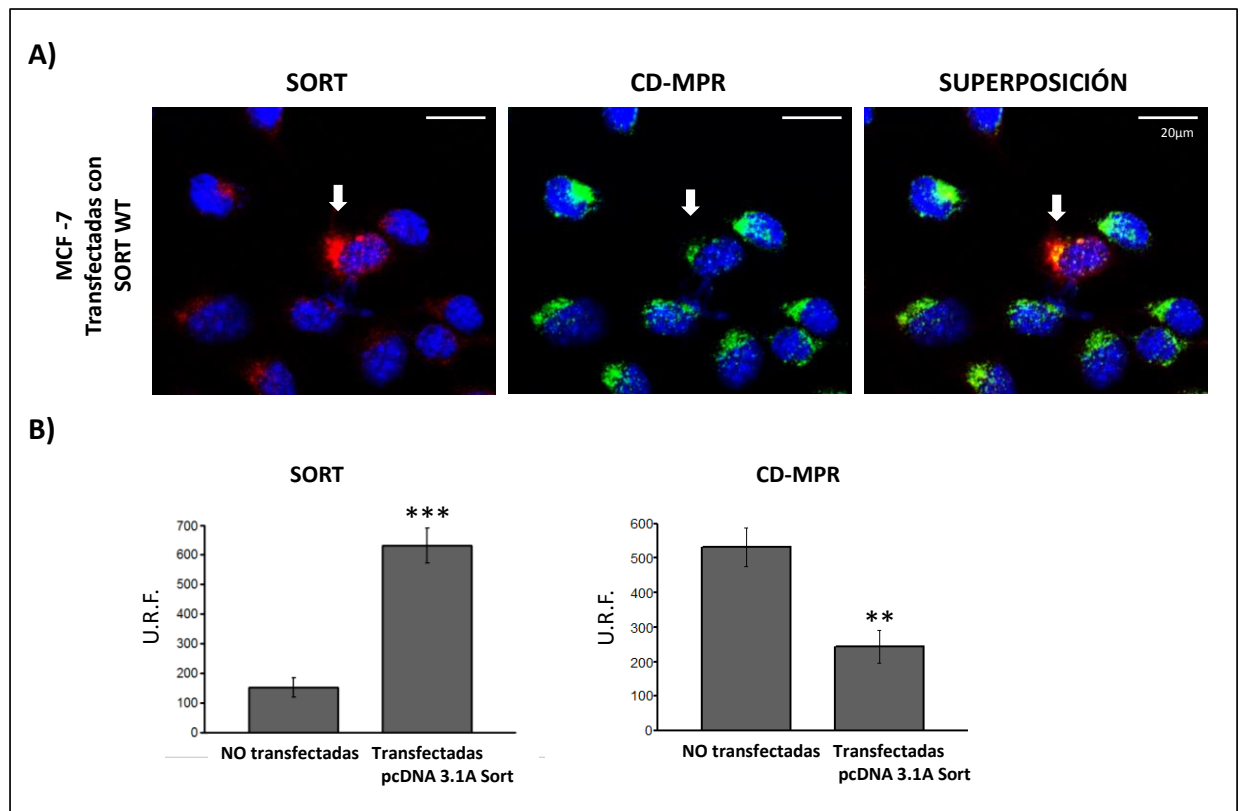 A)
SORT
CD-MPR
SUPERPOSICIÓN
MCF -7
Transfectadas con
SORT WT
20µm
B)
SORT
U.R.F.
700
600
500
400
300
200
100
0
***
NO transfectadas
Transfectadas
pcDNA 3.1A Sort
CD-MPR
U.R.F.
600
500
400
300
200
100
0
**
NO transfectadas
Transfectadas
pcDNA 3.1A Sort